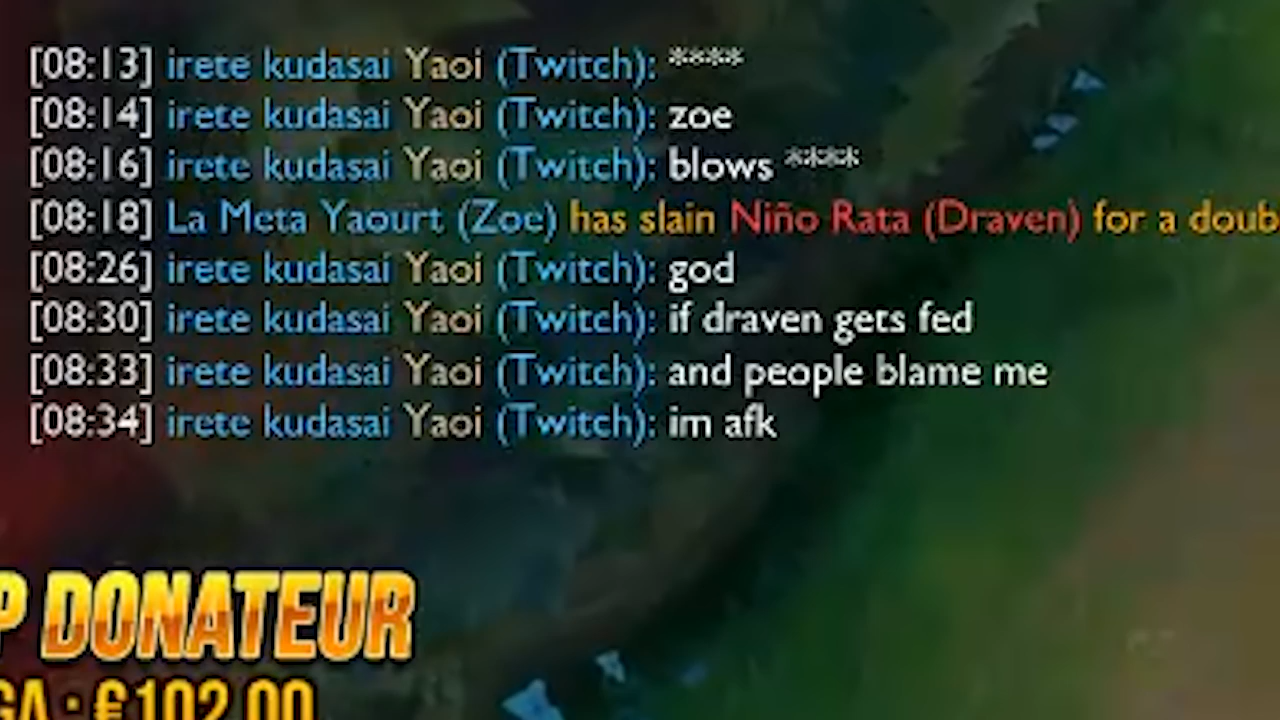 [08:13] irete kudasai Yaoi (Twitch): ****
[08:14] irete kudasai Yaoi (Twitch): zoe
[08:16] irete kudasai Yaoi (Twitch): blows ****
[08:18] La Meta Yaourt (Zoe) has slain Niño Rata (Draven) for a doub
[08:26] irete kudasai Yaoi (Twitch): god
[08:30] irete kudasai Yaoi (Twitch): if draven gets fed
[08:33] irete kudasai Yaoi (Twitch): and people blame me
[08:34] irete kudasai Yaoi (Twitch): im afk
P DONATEUR
GA : €102.00